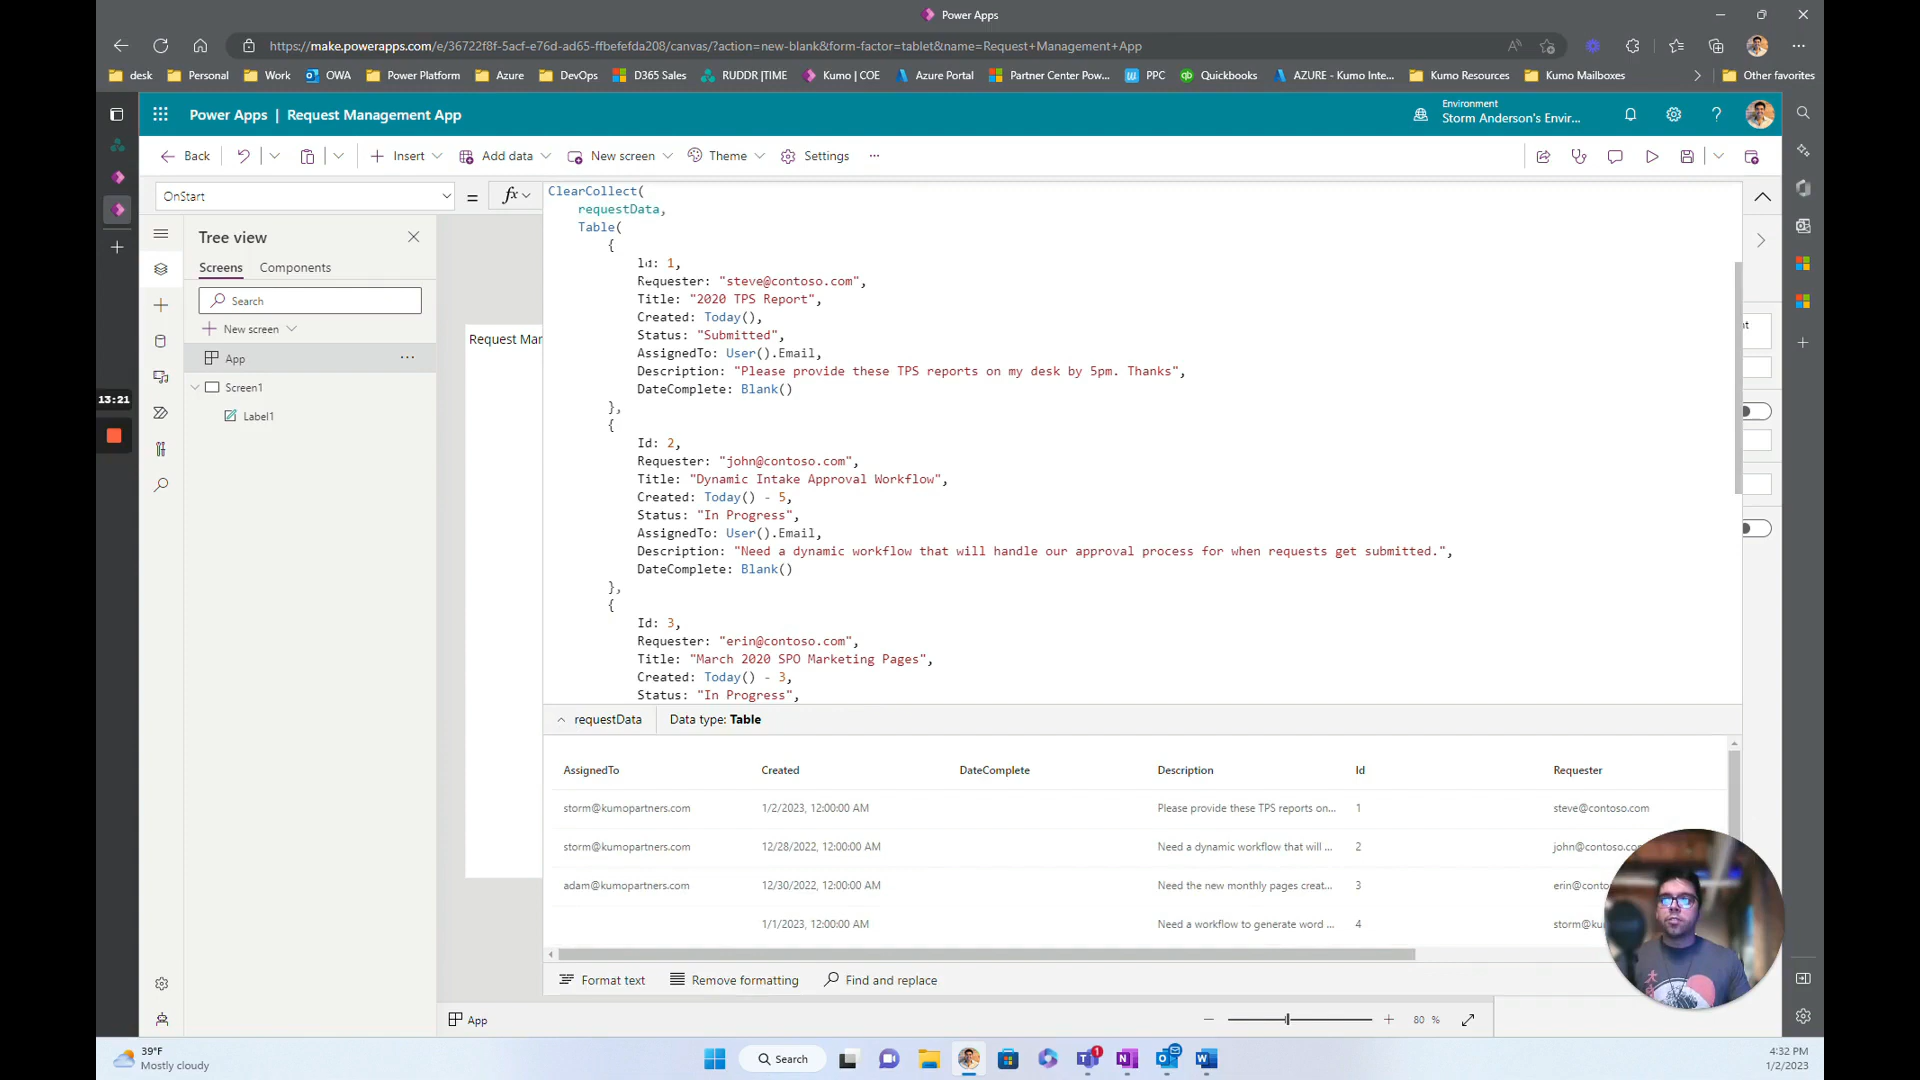 Power Apps
https://make.powerapps.com/e/36722f8f-5acf-e76d-ad65-ffbefefda208/canvas/?action=new-blank&form-factor=tablet&name=Request+Management+App
desk Personal Work OWA Power Platform Azure DevOps D365 Sales RUDDR |TIME Kumo | COE Azure Portal Partner Center Pow... PPC Quickbooks AZURE - Kumo Inte... Kumo Resources Kumo Mailboxes Other favorites
Power Apps | Request Management App
Environment
Storm Anderson's Envir...
Back Insert Add data New screen Theme Settings
OnStart = fx
Tree view
Screens Components
Search
New screen
App
Screen1
Label1
13:21
Request Man
ClearCollect(
requestData,
Table(
{
Id: 1,
Requester: "steve@contoso.com",
Title: "2020 TPS Report",
Created: Today(),
Status: "Submitted",
AssignedTo: User().Email,
Description: "Please provide these TPS reports on my desk by 5pm. Thanks",
DateComplete: Blank()
},
{
Id: 2,
Requester: "john@contoso.com",
Title: "Dynamic Intake Approval Workflow",
Created: Today() - 5,
Status: "In Progress",
AssignedTo: User().Email,
Description: "Need a dynamic workflow that will handle our approval process for when requests get submitted.",
DateComplete: Blank()
},
{
Id: 3,
Requester: "erin@contoso.com",
Title: "March 2020 SPO Marketing Pages",
Created: Today() - 3,
Status: "In Progress",
requestData Data type: Table
AssignedTo Created DateComplete Description Id Requester
storm@kumopartners.com 1/2/2023, 12:00:00 AM Please provide these TPS reports on... 1 steve@contoso.com
storm@kumopartners.com 12/28/2022, 12:00:00 AM Need a dynamic workflow that will ... 2 john@contoso.co
adam@kumopartners.com 12/30/2022, 12:00:00 AM Need the new monthly pages creat... 3 erin@conto
1/1/2023, 12:00:00 AM Need a workflow to generate word ... 4 storm@ku
Format text Remove formatting Find and replace
App
80 %
39°F
Mostly cloudy
Search
1
4:32 PM
1/2/2023